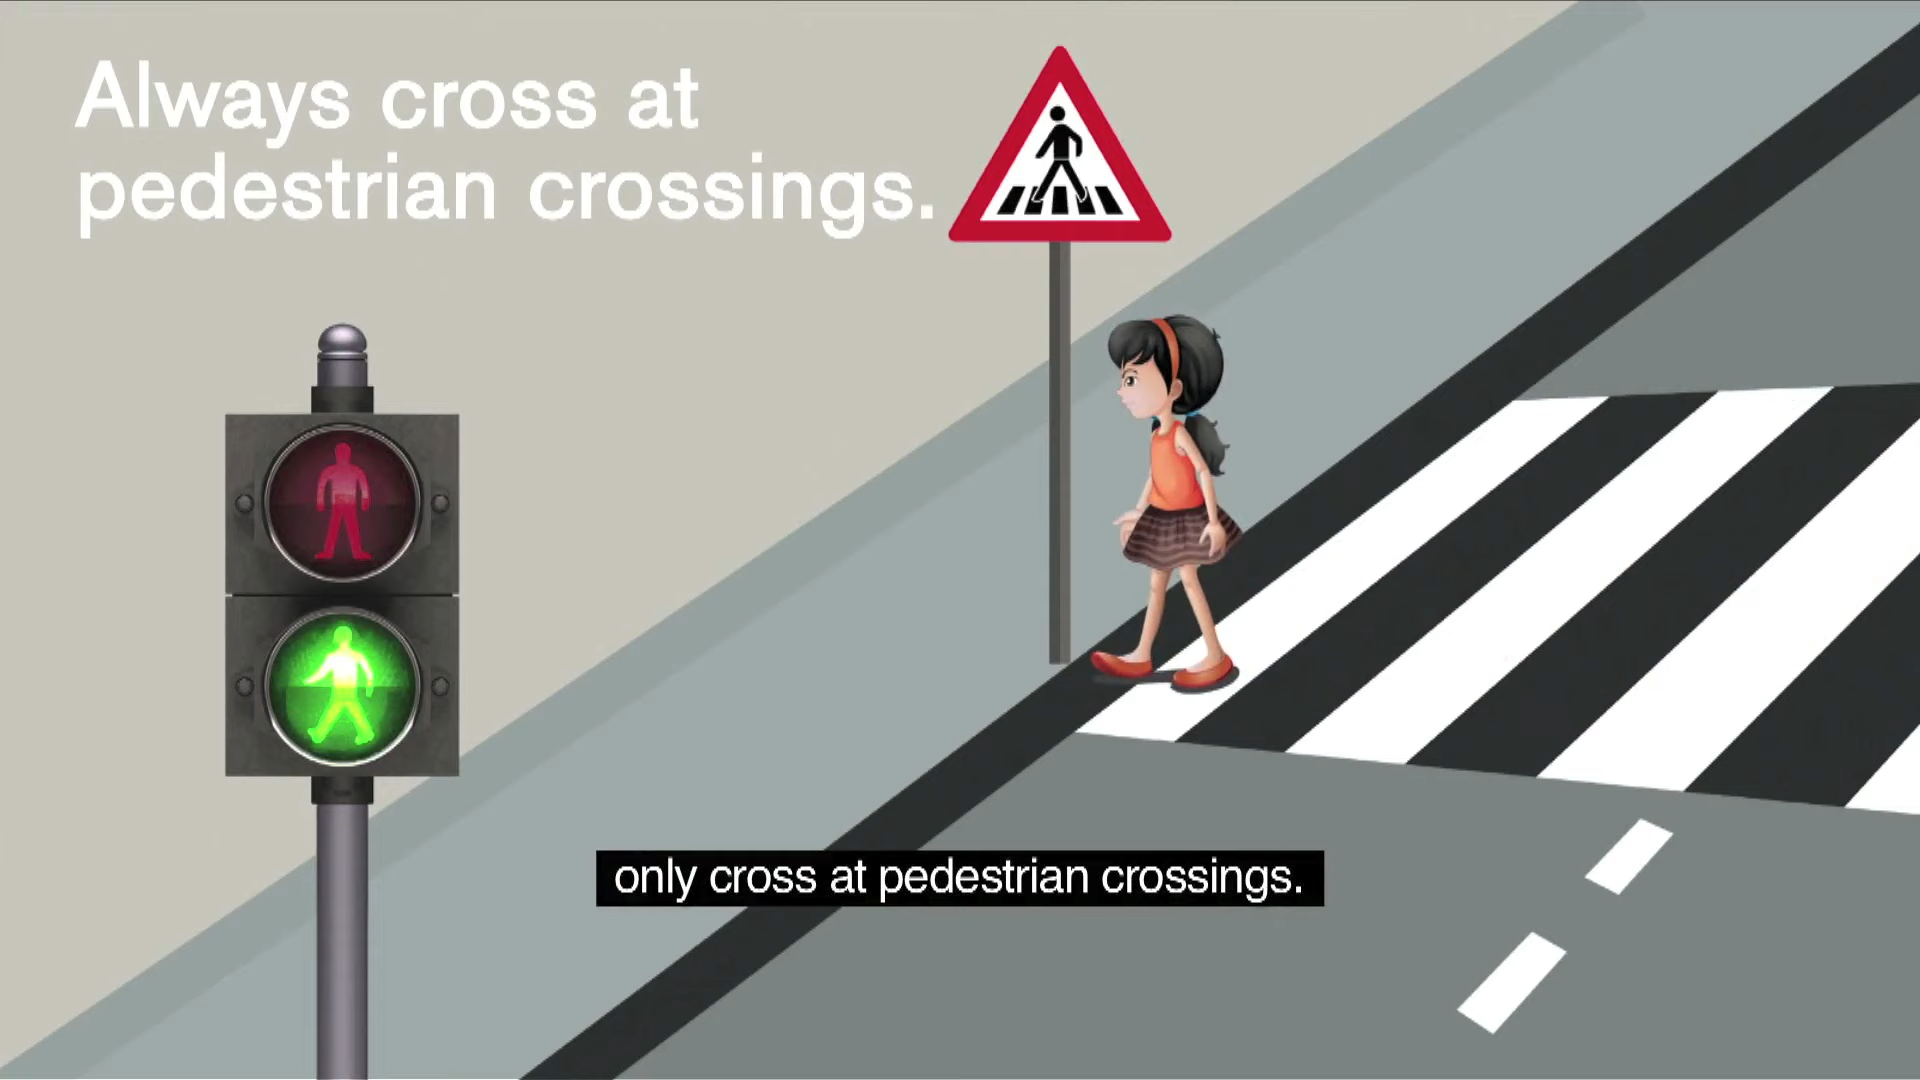 Always cross at
pedestrian crossings.
only cross at pedestrian crossings.